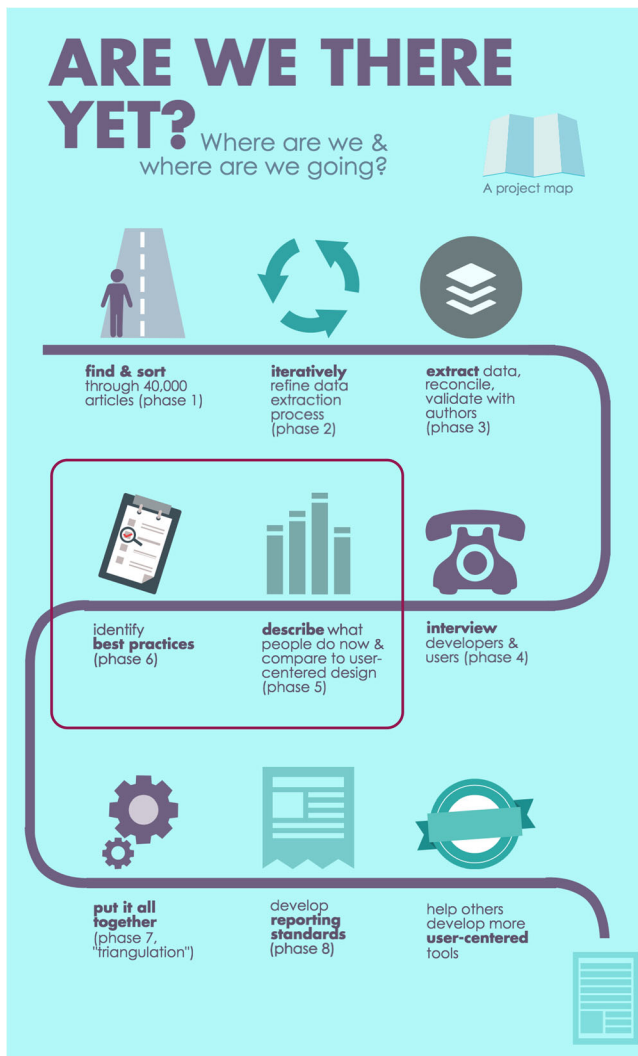 ARE WE THERE
YET? Where are we &
where are we going?
A project map
find & sort
through 40,000
articles (phase 1)
iteratively
refine data
extraction
process
(phase 2)
extract data,
reconcile,
validate with
authors
(phase 3)
identify
best practices
(phase 6)
describe what
people do now &
compare to user-
centered design
(phase 5)
interview
developers &
users (phase 4)
put it all
together
(phase 7,
"triangulation")
develop
reporting
standards
(phase 8)
help others
develop more
user-centered
tools